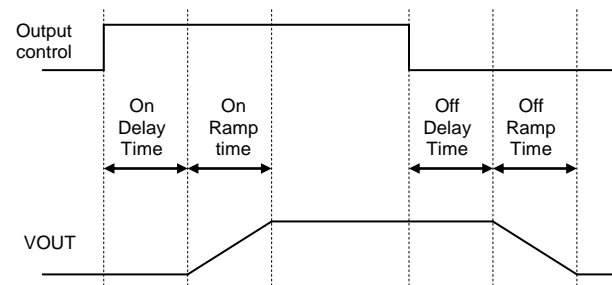 Output
control
On
Delay
Time
On
Ramp
time
Off
Delay
Time
Off
Ramp
Time
VOUT